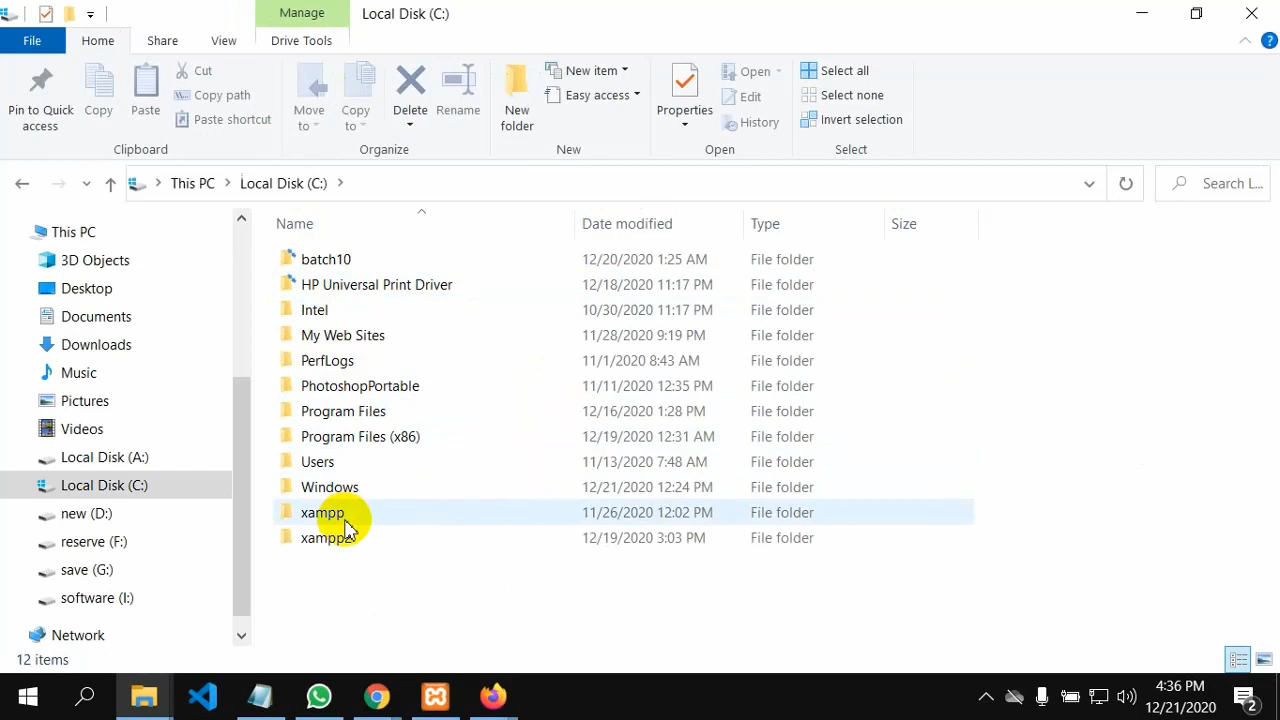 Manage
Local Disk (C:)
File
Home
Share
View
Drive Tools
Pin to Quick access
Copy
Paste
Cut
Copy path
Paste shortcut
Clipboard
Move to
Copy to
Delete
Rename
Organize
New folder
New item
Easy access
New
Properties
Open
Edit
History
Open
Select all
Select none
Invert selection
Select
This PC
Local Disk (C:)
Search L...
This PC
3D Objects
Desktop
Documents
Downloads
Music
Pictures
Videos
Local Disk (A:)
Local Disk (C:)
new (D:)
reserve (F:)
save (G:)
software (I:)
Network
Name Date modified Type Size
batch10 12/20/2020 1:25 AM File folder
HP Universal Print Driver 12/18/2020 11:17 PM File folder
Intel 10/30/2020 11:17 PM File folder
My Web Sites 11/28/2020 9:19 PM File folder
PerfLogs 11/1/2020 8:43 AM File folder
PhotoshopPortable 11/11/2020 12:35 PM File folder
Program Files 12/16/2020 1:28 PM File folder
Program Files (x86) 12/19/2020 12:31 AM File folder
Users 11/13/2020 7:48 AM File folder
Windows 12/21/2020 12:24 PM File folder
xampp 11/26/2020 12:02 PM File folder
12/19/2020 3:03 PM File folder
12 items
4:36 PM
12/21/2020
2